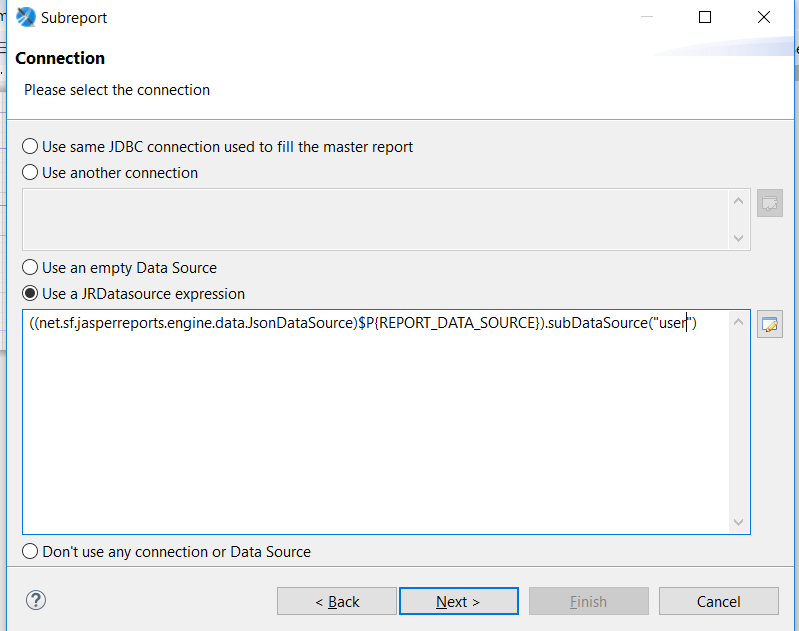 Subreport
Connection
Please select the connection
Use same JDBC connection used to fill the master report
Use another connection
Use an empty Data Source
Use a JRDatasource expression
((net.sf.jasperreports.engine.data.JsonDataSource)$P{REPORT_DATA_SOURCE}).subDataSource("user")
Don't use any connection or Data Source
< Back Next > Finish Cancel